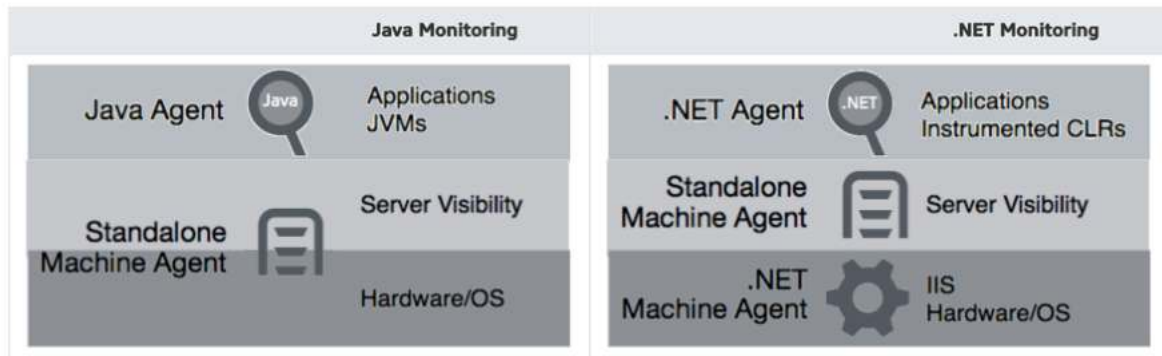 Java Monitoring
.NET Monitoring
Java Agent
Java
Applications
JVMs
Standalone
Machine Agent
Server Visibility
Hardware/OS
.NET Agent
.NET
Applications
Instrumented CLRs
Standalone
Machine Agent
Server Visibility
.NET
Machine Agent
IIS
Hardware/OS